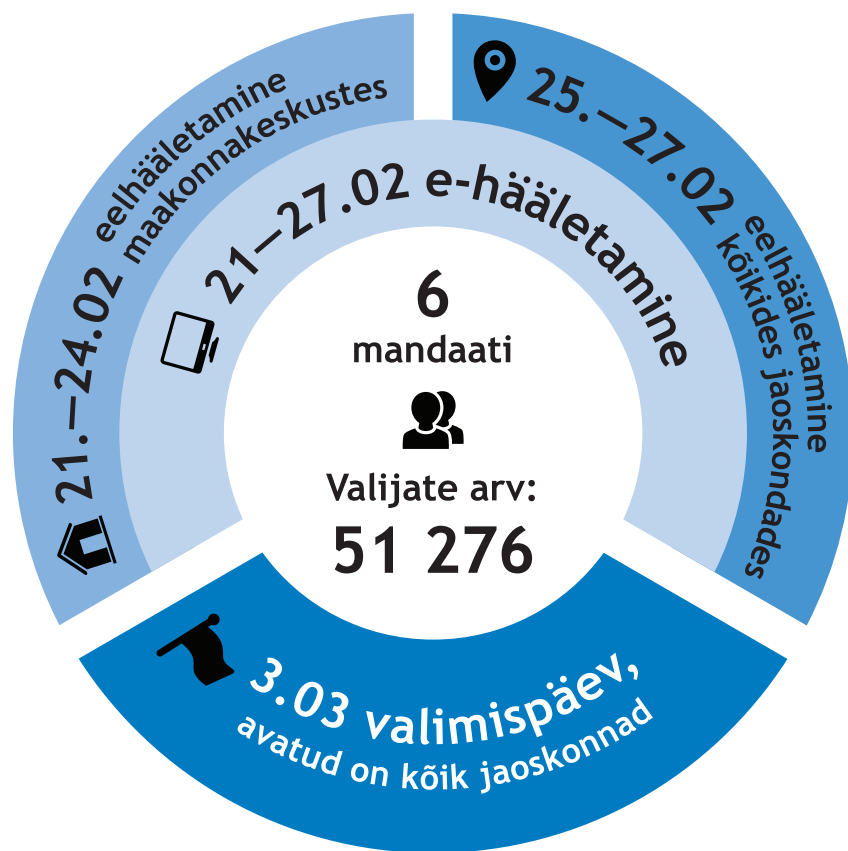 21.—24.02 eelhääletamine
maakonnakeskustes
25.—27.02 eelhääletamine
kõikides jaoskondades
21—27.02 e-hääletamine
6
mandaati
Valijate arv:
51 276
3.03 valimispäev,
avatud on kõik jaoskonnad